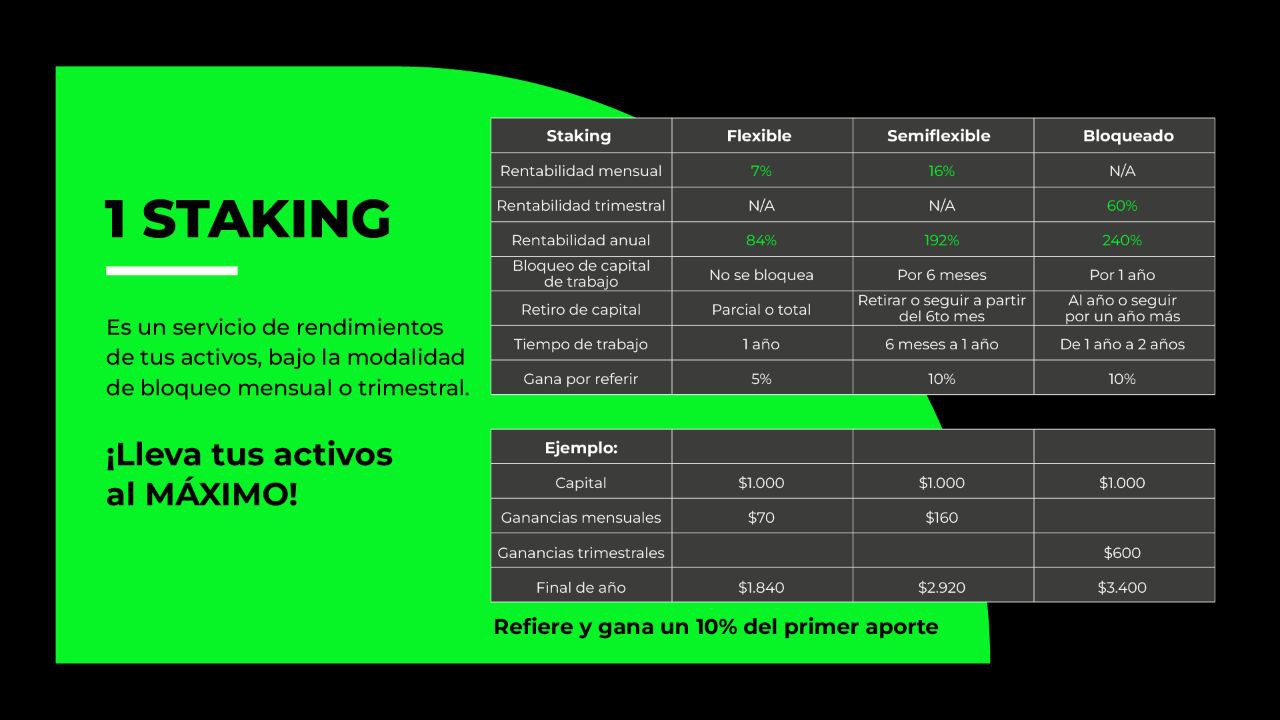 1 STAKING
Es un servicio de rendimientos
de tus activos, bajo la modalidad
de bloqueo mensual o trimestral.
¡Lleva tus activos
al MÁXIMO!
Staking Flexible Semiflexible Bloqueado
Rentabilidad mensual 7% 16% N/A
Rentabilidad trimestral N/A N/A 60%
Rentabilidad anual 84% 192% 240%
Bloqueo de capital
de trabajo No se bloquea Por 6 meses Por 1 año
Retiro de capital Parcial o total Retirar o seguir a partir
del 6to mes Al año o seguir
por un año más
Tiempo de trabajo 1 año 6 meses a 1 año De 1 año a 2 años
Gana por referir 5% 10% 10%
Ejemplo:
Capital $1.000 $1.000 $1.000
Ganancias mensuales $70 $160
Ganancias trimestrales $600
Final de año $1.840 $2.920 $3.400
Refiere y gana un 10% del primer aporte